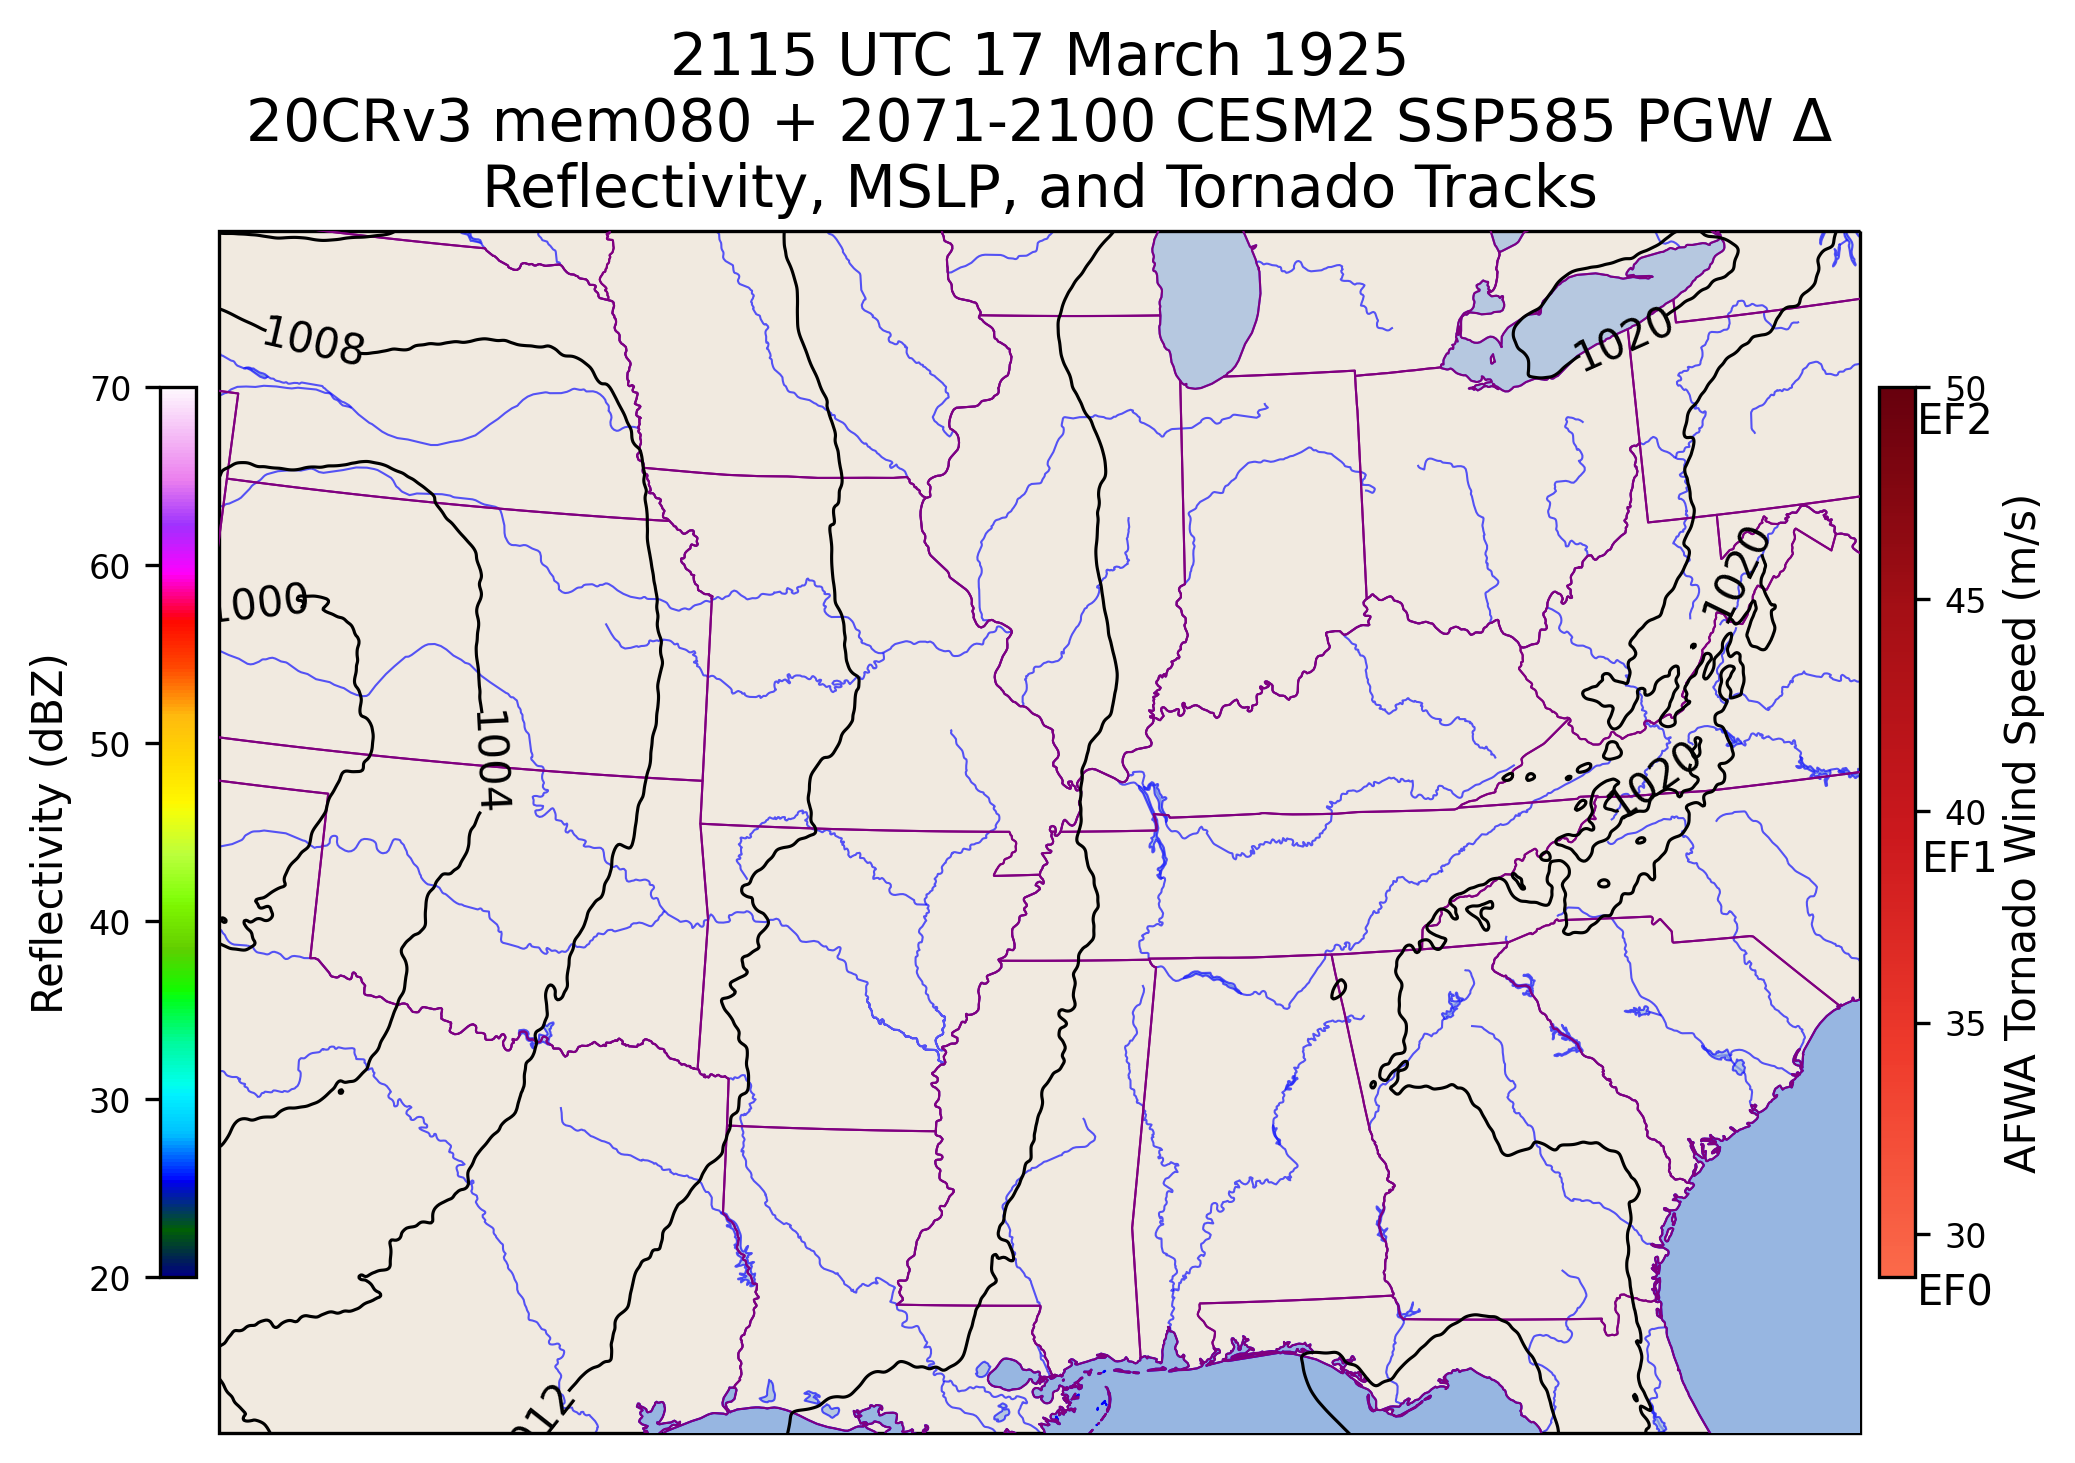 2115 UTC 17 March 1925
20CRv3 mem080 + 2071-2100 CESM2 SSP585 PGW Δ
Reflectivity, MSLP, and Tornado Tracks
Reflectivity (dBZ)
70
60
50
40
30
20
1008
1000
1004
012
1020
1020
1020
50
EF2
45
40
EF1
35
30
EF0
AFWA Tornado Wind Speed (m/s)